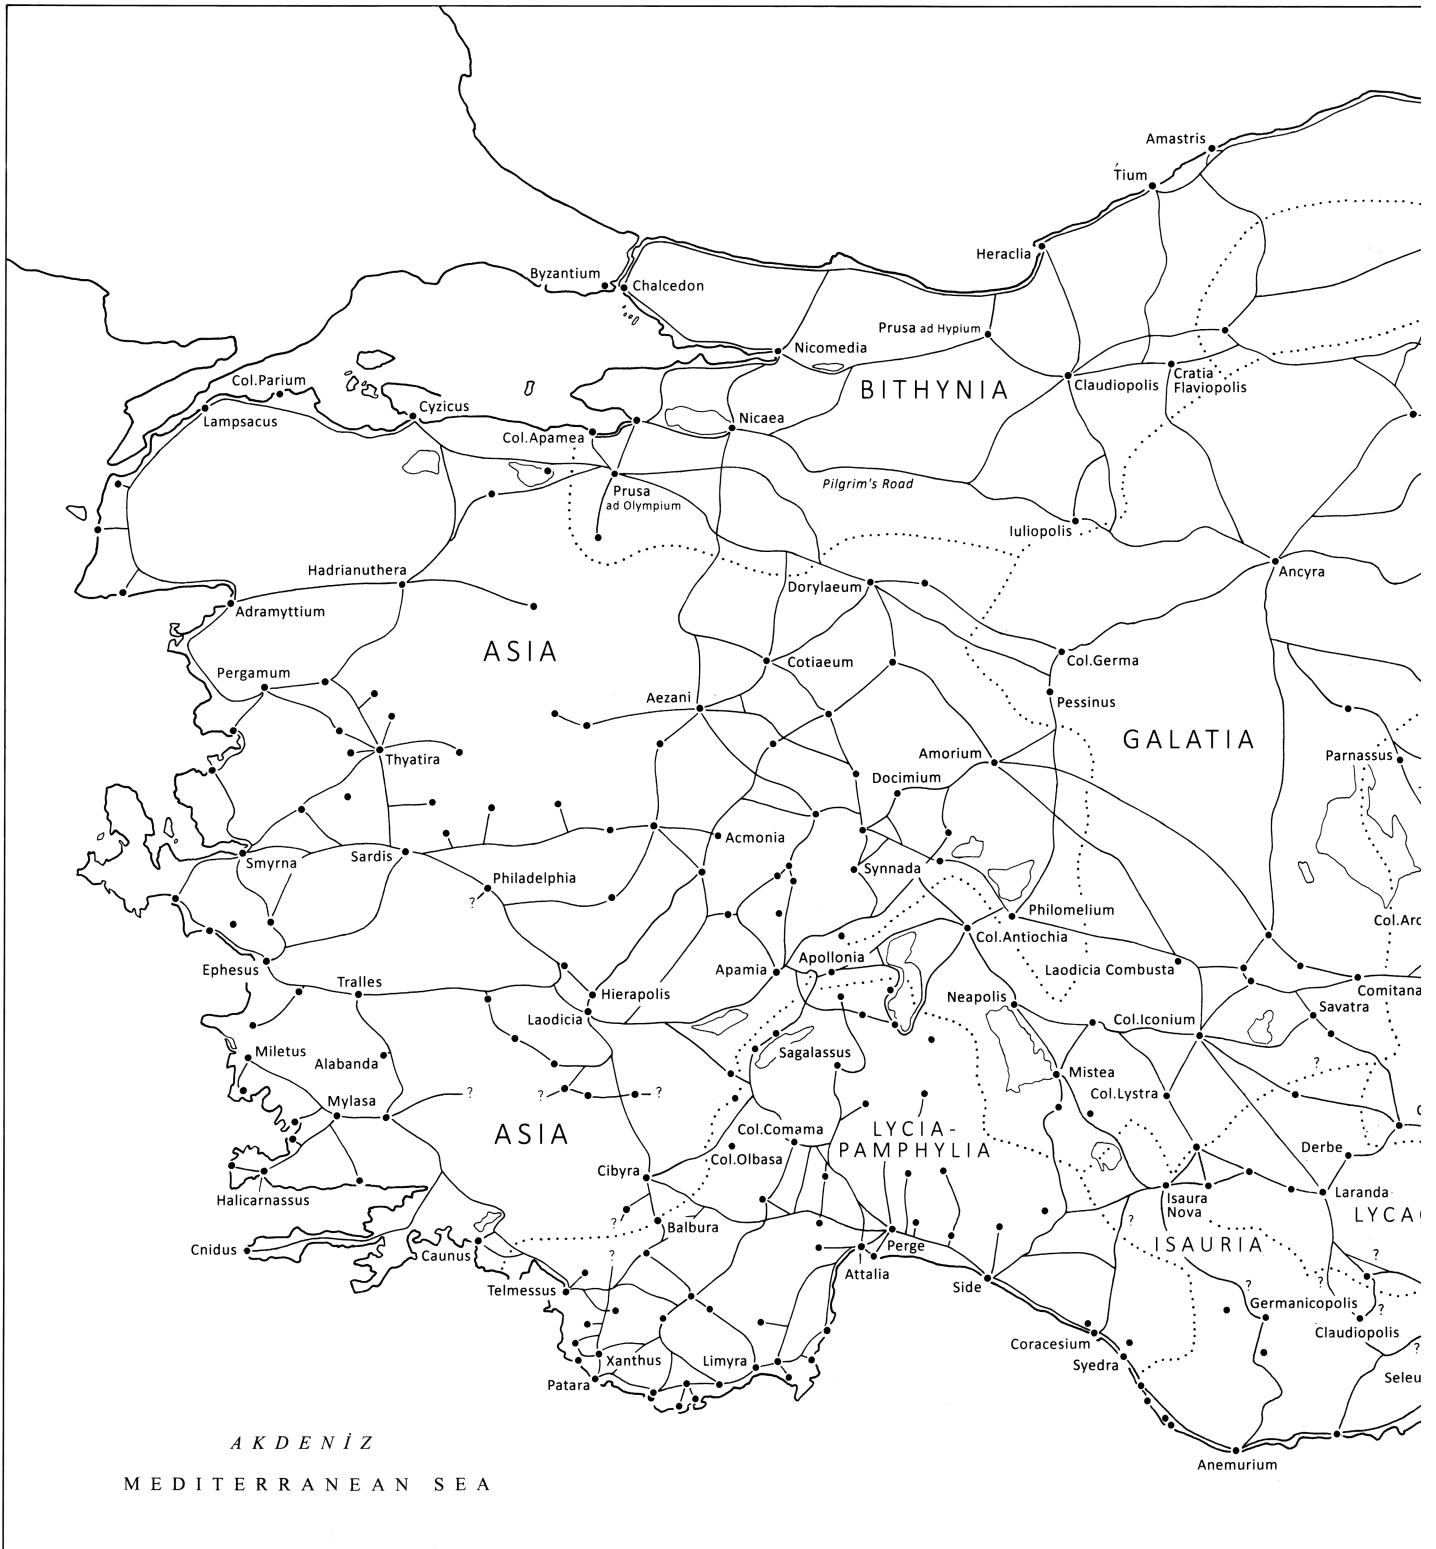 Amastris
Tium
Heraclia
Byzantium
Chalcedon
Prusa ad Hypium
Nicomedia
BITHYNIA
Claudiopolis
Cratia
Flaviopolis
Col.Parium
Lampsacus
Cyzicus
Col.Apamea
Nicaea
Prusa
ad Olympium
Pilgrim's Road
Iuliopolis
Ancyra
Hadrianuthera
Adramyttium
Dorylaeum
ASIA
Cotiaeum
Col.Germa
Pergamum
Aezani
Pessinus
Thyatira
Amorium
GALATIA
Parnassus
Docimium
Acmonia
Smyrna
Sardis
Synnada
Philadelphia
?
Philomelium
Col.Arc
Col.Antiochia
Ephesus
Tralles
Apamia
Apollonia
Laodicia Combusta
Hierapolis
Laodicia
Neapolis
Comitana
Savatra
Col.Iconium
Miletus
Alabanda
Sagalassus
Mistea
?
Col.Lystra
Mylasa
?
?
?
ASIA
Col.Comama
LYCIA-
PAMPHYLIA
Col.Olbasa
Derbe
Cibyra
Halicarnassus
Isaura
Nova
Laranda
LYCA
?
Balbura
?
Cnidus
Caunus
?
Perge
Attalia
ISAURIA
?
Telmessus
Side
?
?
Germanicopolis
?
Coracesium
Claudiopolis
Syedra
?
Xanthus
Limyra
Patara
Seleu
AKDENİZ
MEDITERRANEAN SEA
Anemurium